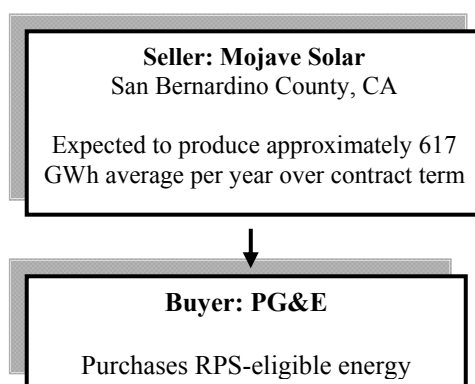 Seller: Mojave Solar
San Bernardino County, CA
Expected to produce approximately 617
GWh average per year over contract term
Buyer: PG&E
Purchases RPS-eligible energy